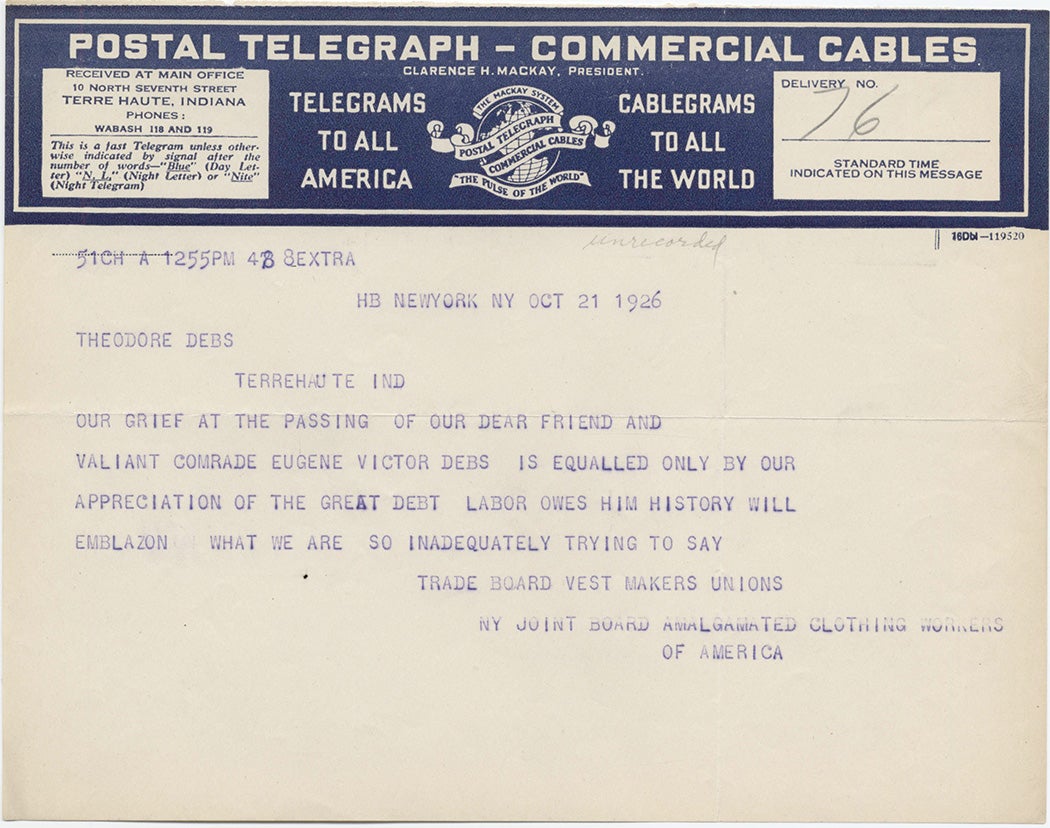 POSTAL TELEGRAPH – COMMERCIAL CABLES
CLARENCE H. MACKAY, PRESIDENT.
RECEIVED AT MAIN OFFICE
10 NORTH SEVENTH STREET
TERRE HAUTE, INDIANA
PHONES:
WABASH 118 AND 119
This is a fast Telegram unless other-
wise indicated by signal after the
number of words—"Blue" (Day Let-
ter) "N. L." (Night Letter) or "Nite"
(Night Telegram)
TELEGRAMS
TO ALL
AMERICA
THE MACKAY SYSTEM
POSTAL TELEGRAPH
COMMERCIAL CABLES
"THE PULSE OF THE WORLD"
CABLEGRAMS
TO ALL
THE WORLD
DELIVERY NO.
76
STANDARD TIME
INDICATED ON THIS MESSAGE
unrecorded
16DbI—119520
51CH A 1255PM 48 8EXTRA
HB NEWYORK NY OCT 21 1926
THEODORE DEBS
TERREHAUTE IND
OUR GRIEF AT THE PASSING OF OUR DEAR FRIEND AND
VALIANT COMRADE EUGENE VICTOR DEBS IS EQUALLED ONLY BY OUR
APPRECIATION OF THE GREAT DEBT LABOR OWES HIM HISTORY WILL
EMBLAZON WHAT WE ARE SO INADEQUATELY TRYING TO SAY
TRADE BOARD VEST MAKERS UNIONS
NY JOINT BOARD AMALGAMATED CLOTHING WORKERS
OF AMERICA